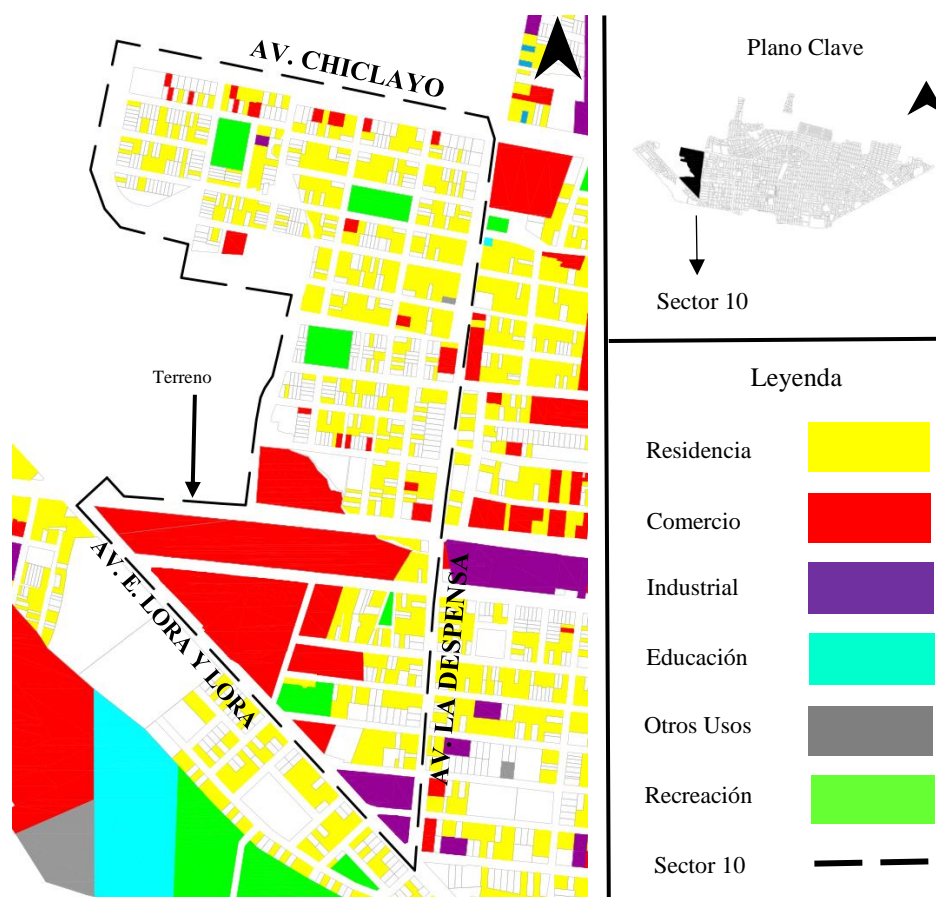 AV. CHICLAYO
Terreno
AV. E. LORA Y LORA
AV. LA DESPENSA
Plano Clave
Sector 10
Leyenda
Residencia
Comercio
Industrial
Educación
Otros Usos
Recreación
Sector 10